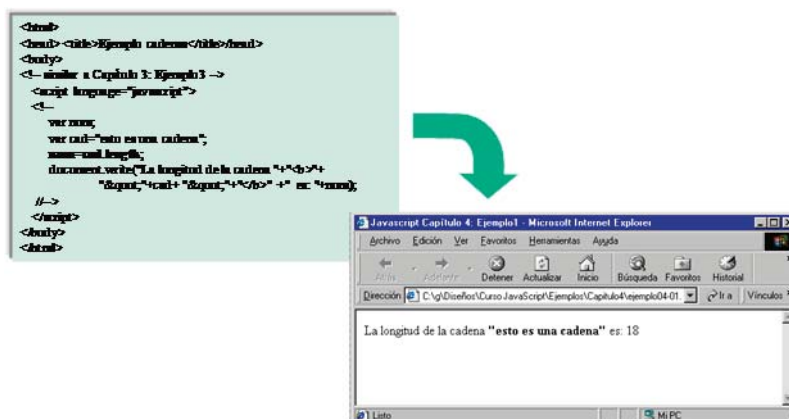 <html>
<head><title>Ejemplo cadenas</title></head>
<body>
<!-- similar a Capítulo 3: Ejemplo3 -->
<script language="javascript">
<!--
var num;
var cad="esto es una cadena";
num=cad.length;
document.write("La longitud de la cadena "+"<b>"+
"&quot;"+cad+ "&quot;"+"</b>" +" es: "+num);
//-->
</script>
</body>
<html>
Javascript Capítulo 4: Ejemplo1 - Microsoft Internet Explorer
Archivo Edición Ver Favoritos Herramientas Ayuda
Atrás Adelante Detener Actualizar Inicio Búsqueda Favoritos Historial
Dirección C:\g\Diseños\Curso JavaScript\Ejemplos\Capitulo4\ejemplo04-01. Ir a Vínculos
La longitud de la cadena "esto es una cadena" es: 18
Listo Mi PC